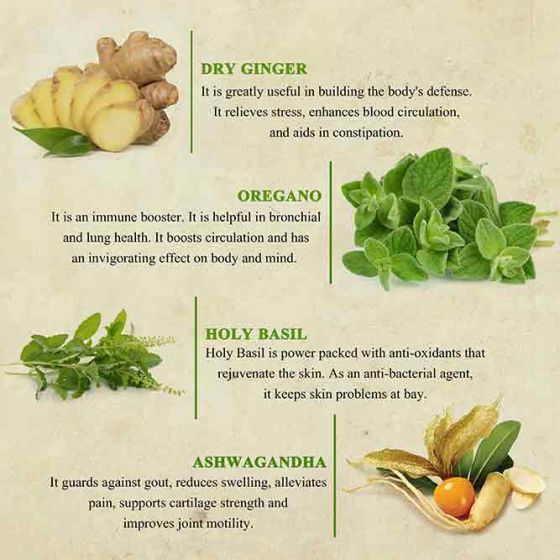 DRY GINGER
It is greatly useful in building the body's defense.
It relieves stress, enhances blood circulation,
and aids in constipation.
OREGANO
It is an immune booster. It is helpful in bronchial
and lung health. It boosts circulation and has
an invigorating effect on body and mind.
HOLY BASIL
Holy Basil is power packed with anti-oxidants that
rejuvenate the skin. As an anti-bacterial agent,
it keeps skin problems at bay.
ASHWAGANDHA
It guards against gout, reduces swelling, alleviates
pain, supports cartilage strength and
improves joint motility.